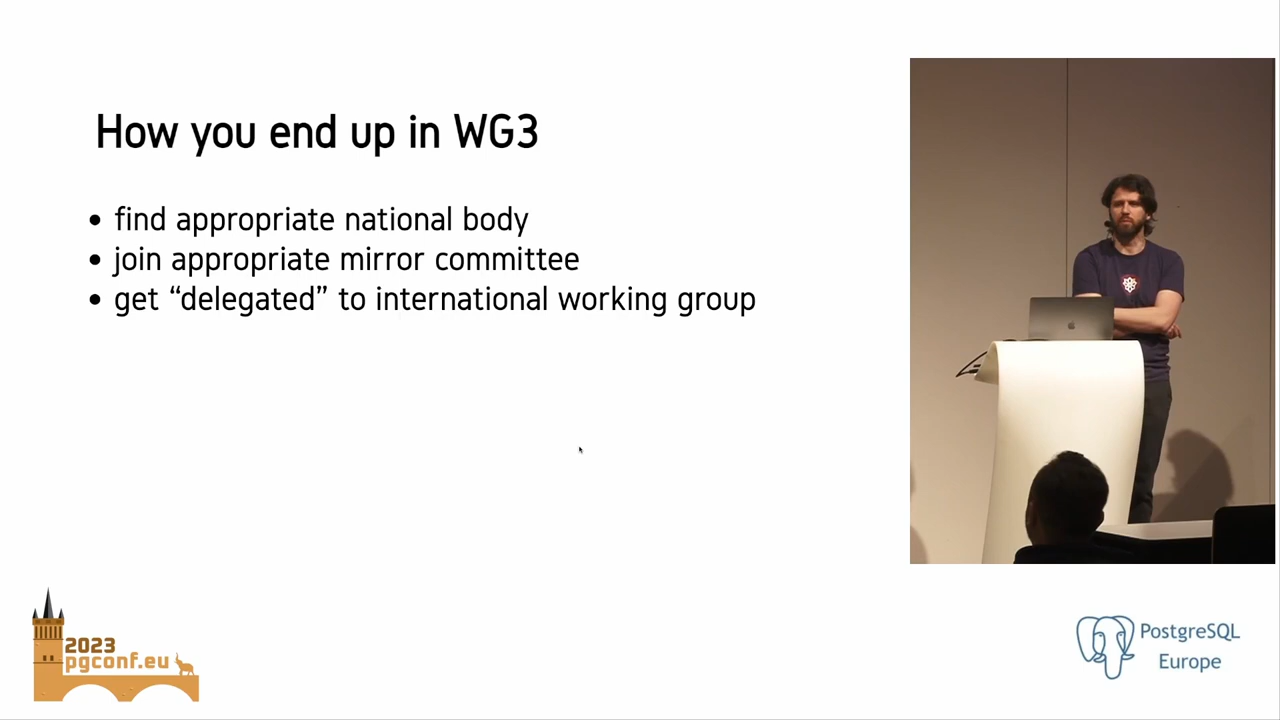 How you end up in WG3
• find appropriate national body
• join appropriate mirror committee
• get “delegated” to international working group
2023
pgconf.eu
PostgreSQL
Europe